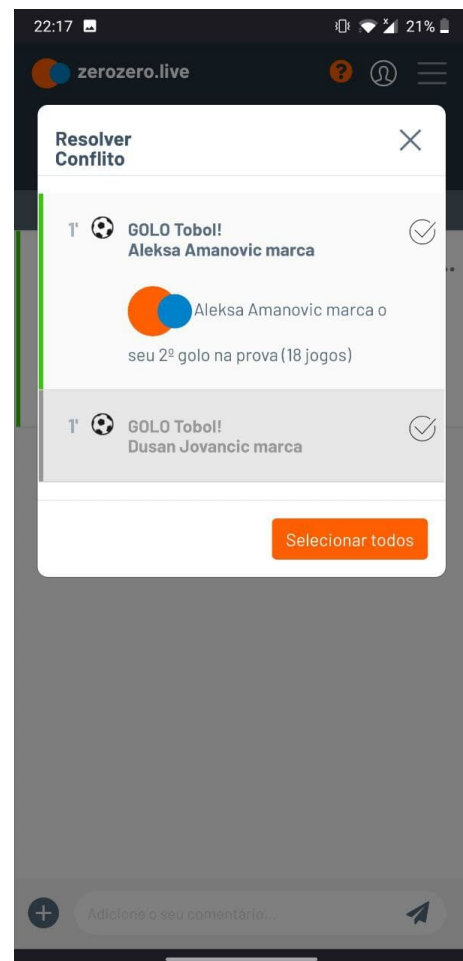 22:17 21%
zerozero.live ?
Resolver
Conflito
1' GOLO Tobol!
Aleksa Amanovic marca
Aleksa Amanovic marca o
seu 2º golo na prova (18 jogos)
1' GOLO Tobol!
Dusan Jovancic marca
Selecionar todos
Adicione o seu comentário...